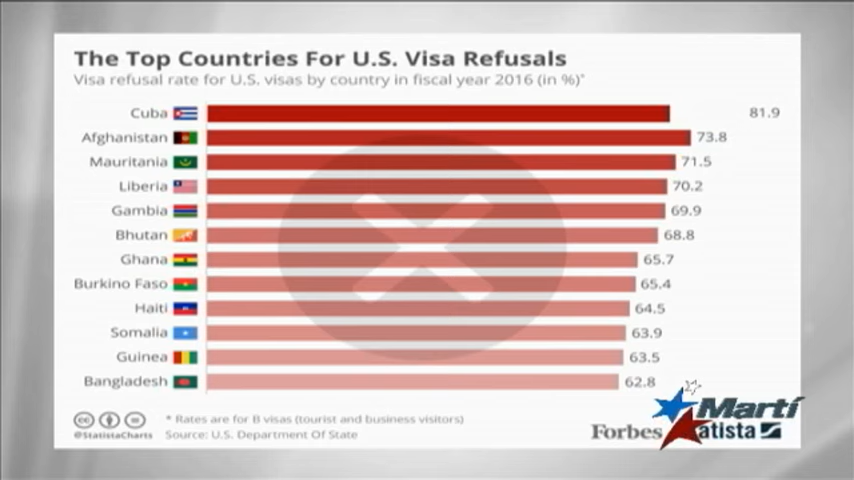 The Top Countries For U.S. Visa Refusals
Visa refusal rate for U.S. visas by country in fiscal year 2016 (in %)*
Cuba 81.9
Afghanistan 73.8
Mauritania 71.5
Liberia 70.2
Gambia 69.9
Bhutan 68.8
Ghana 65.7
Burkino Faso 65.4
Haiti 64.5
Somalia 63.9
Guinea 63.5
Bangladesh 62.8
* Rates are for B visas (tourist and business visitors)
@StatistaCharts Source: U.S. Department Of State
Forbes atista
Martí